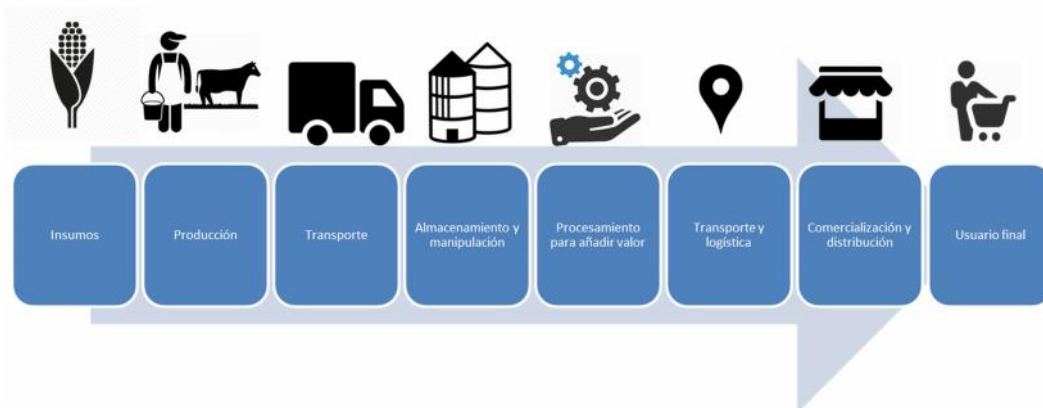 Insumos
Producción
Transporte
Almacenamiento y
manipulación
Procesamiento
para añadir valor
Transporte y
logística
Comercialización y
distribución
Usuario final